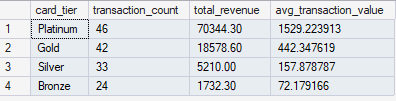 card_tier transaction_count total_revenue avg_transaction_value
1 Platinum 46 70344.30 1529.223913
2 Gold 42 18578.60 442.347619
3 Silver 33 5210.00 157.878787
4 Bronze 24 1732.30 72.179166